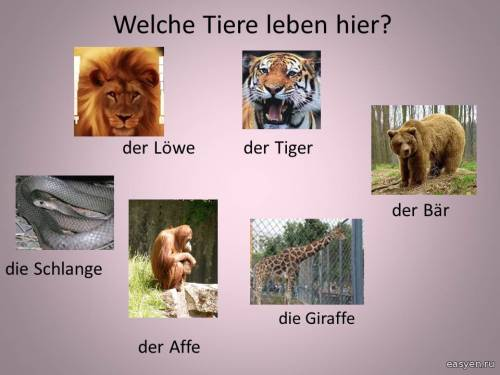 Welche Tiere leben hier?
der Löwe
der Tiger
der Bär
die Schlange
die Giraffe
der Affe
easyen.ru